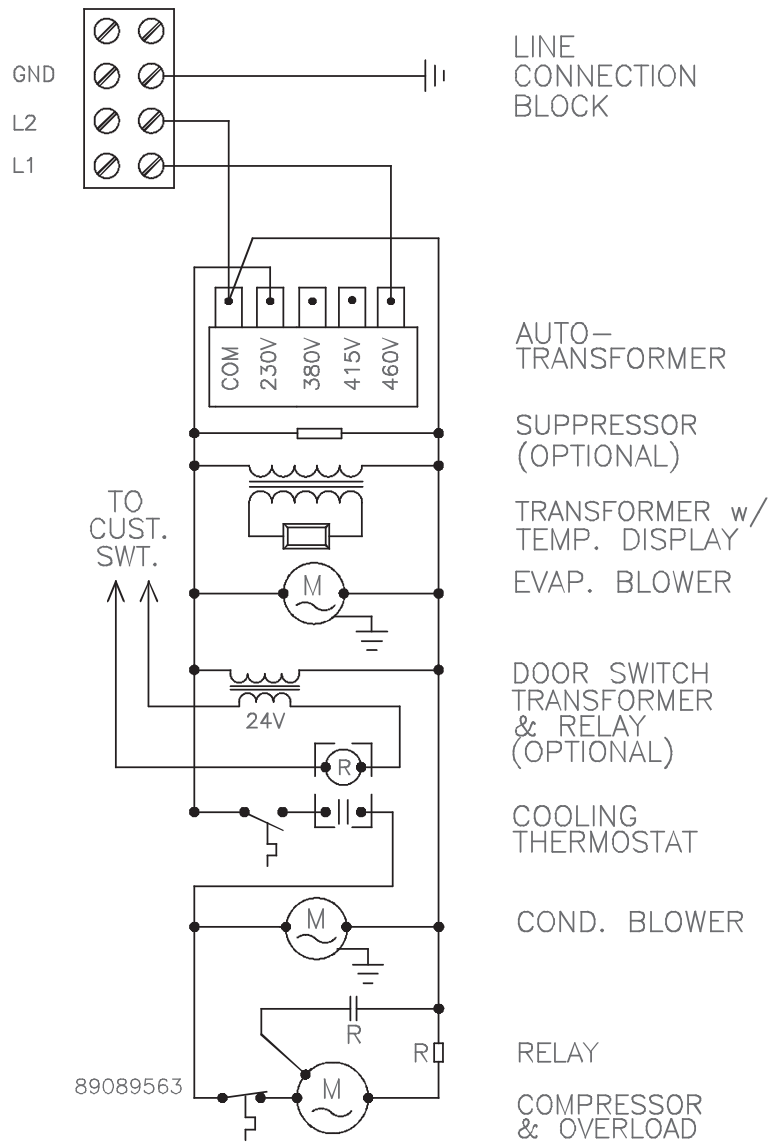 LINE
CONNECTION
BLOCK
GND
L2
L1
COM
230V
380V
415V
460V
AUTO-
TRANSFORMER
SUPPRESSOR
(OPTIONAL)
TO
CUST.
SWT.
TRANSFORMER w/
TEMP. DISPLAY
M
EVAP. BLOWER
24V
DOOR SWITCH
TRANSFORMER
& RELAY
(OPTIONAL)
R
COOLING
THERMOSTAT
M
COND. BLOWER
R
R
RELAY
89089563
M
COMPRESSOR
& OVERLOAD